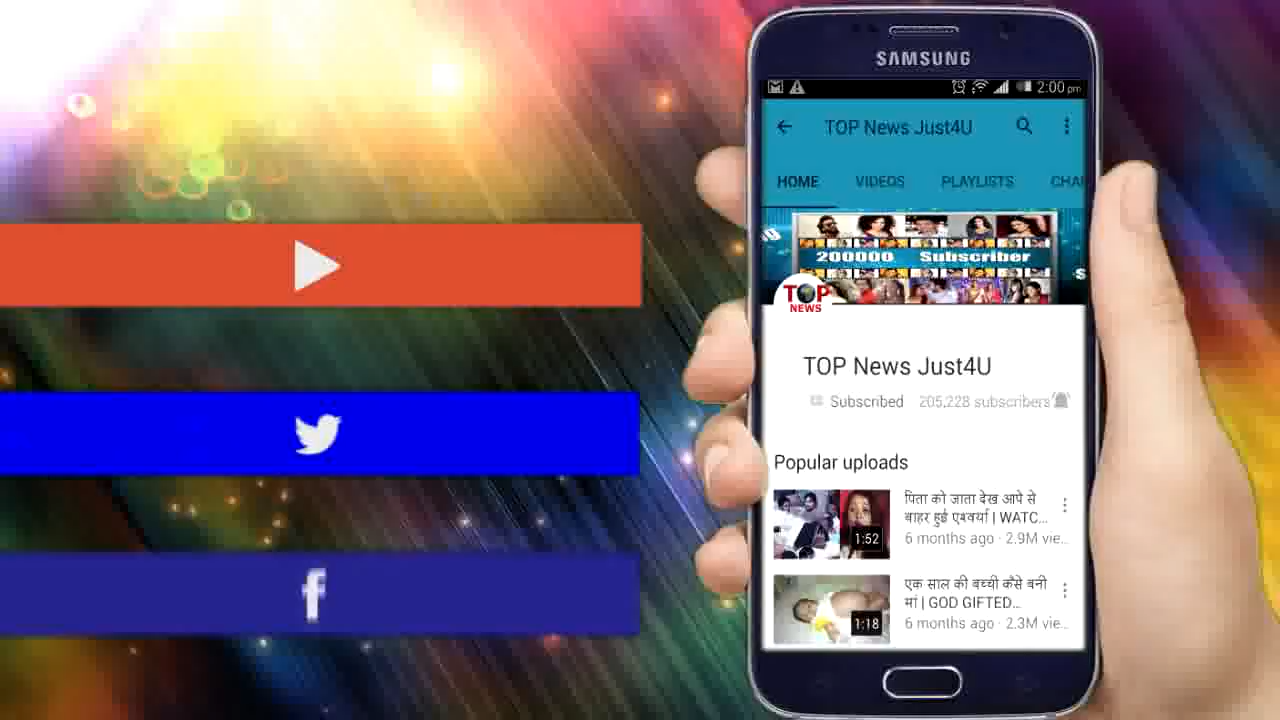 SAMSUNG
2:00 pm
TOP News Just4U
HOME VIDEOS PLAYLISTS CHA
200000 Subscriber
TOP
NEWS
TOP News Just4U
Subscribed 205,228 subscribers
Popular uploads
पिता को जाता देख आपे से
बाहर हुई एश्वर्या | WATC...
1:52
6 months ago · 2.9M vie...
एक साल की बच्ची कैसे बनी
मां | GOD GIFTED...
1:18
6 months ago · 2.3M vie...